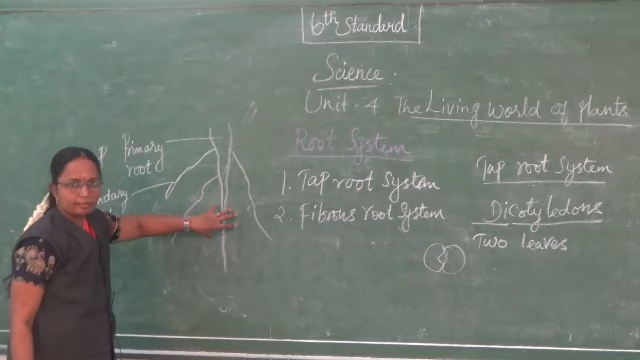 6th Standard
Science:
Unit-4 The Living World of plants
Root System
1. Tap root System
2. Fibrous root System
Primary
root
Tap root System
Dicotyledons
Two leaves